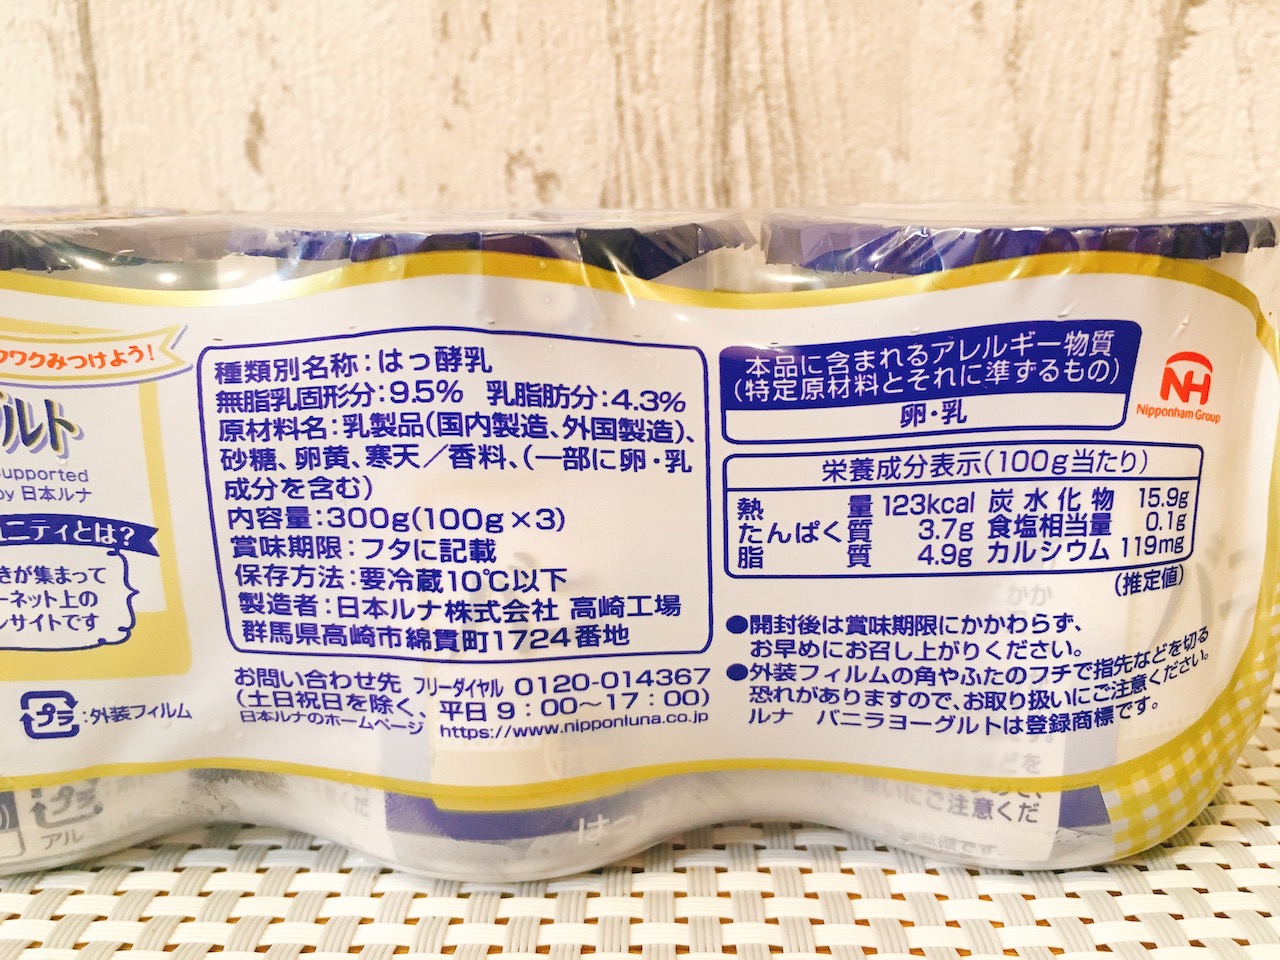 ワクみつけよう!
ルト
supported
by 日本ルナ
ニティとは?
きが集まって
ーネット上の
ンサイトです
プラ
:外装フィルム
種類別名称:はっ酵乳
無脂乳固形分:9.5% 乳脂肪分:4.3%
原材料名:乳製品(国内製造、外国製造)、
砂糖、卵黄、寒天/香料、(一部に卵・乳
成分を含む)
内容量:300g(100g×3)
賞味期限:フタに記載
保存方法:要冷蔵10℃以下
製造者:日本ルナ株式会社 高崎工場
群馬県高崎市綿貫町1724番地
お問い合わせ先 フリーダイヤル 0120-014367
(土日祝日を除く、平日9:00~17:00)
日本ルナのホームページ https://www.nipponluna.co.jp
本品に含まれるアレルギー物質
(特定原材料とそれに準ずるもの)
卵・乳
NH
Nipponham Group
栄養成分表示(100g当たり)
熱量 123kcal 炭水化物 15.9g
たんぱく質 3.7g 食塩相当量 0.1g
脂質 4.9g カルシウム 119mg
(推定値)
●開封後は賞味期限にかかわらず、
お早めにお召し上がりください。
●外装フィルムの角やふたのフチで指先などを切る
恐れがありますので、お取り扱いにご注意ください。
ルナ バニラヨーグルトは登録商標です。
プラ
アル
はっ
どを
にご注意くだ